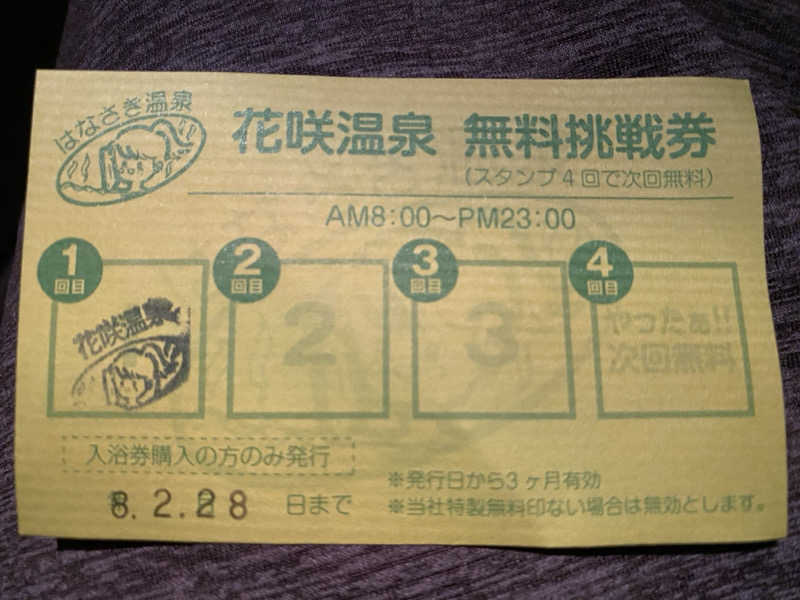 はなさき温泉
花咲温泉 無料挑戦券
(スタンプ4回で次回無料)
AM8:00〜PM23:00
1回目
2回目
3回目
4回目
花咲温泉
2
3
やったぁ!!
次回無料
入浴券購入の方のみ発行
8.2.28 日まで
※発行日から3ヶ月有効
※当社特製無料印ない場合は無効とします。